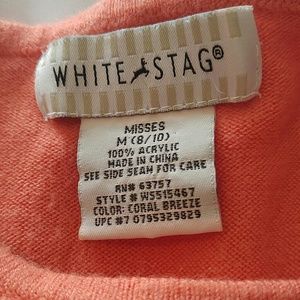 WHITE STAG®
MISSES
M (8/10)
100% ACRYLIC
MADE IN CHINA
SEE SIDE SEAM FOR CARE
RN# 63757
STYLE # WS515467
COLOR: CORAL BREEZE
UPC# 7 0795329829